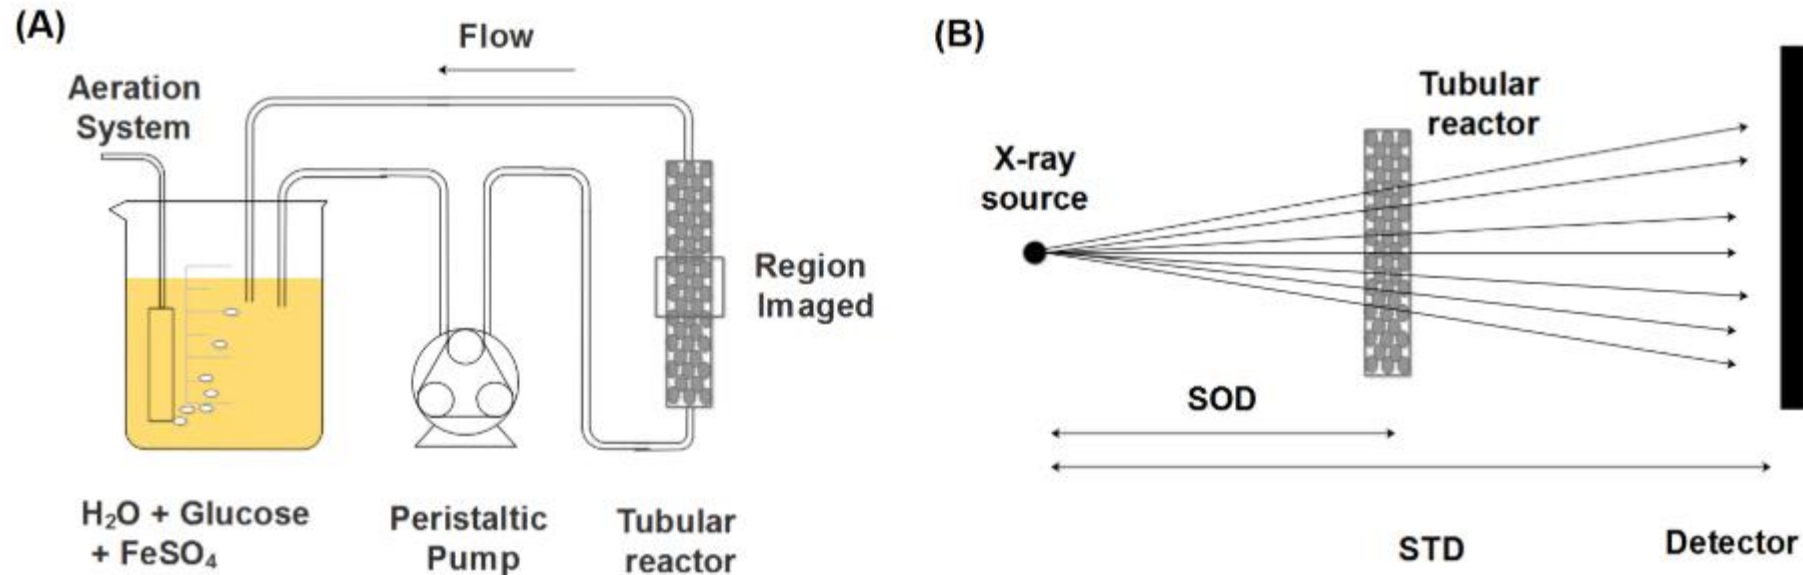 (A)
Flow
Aeration
System
Region
Imaged
H₂O + Glucose
+ FeSO₄
Peristaltic
Pump
Tubular
reactor
(B)
Tubular
reactor
X-ray
source
SOD
STD
Detector